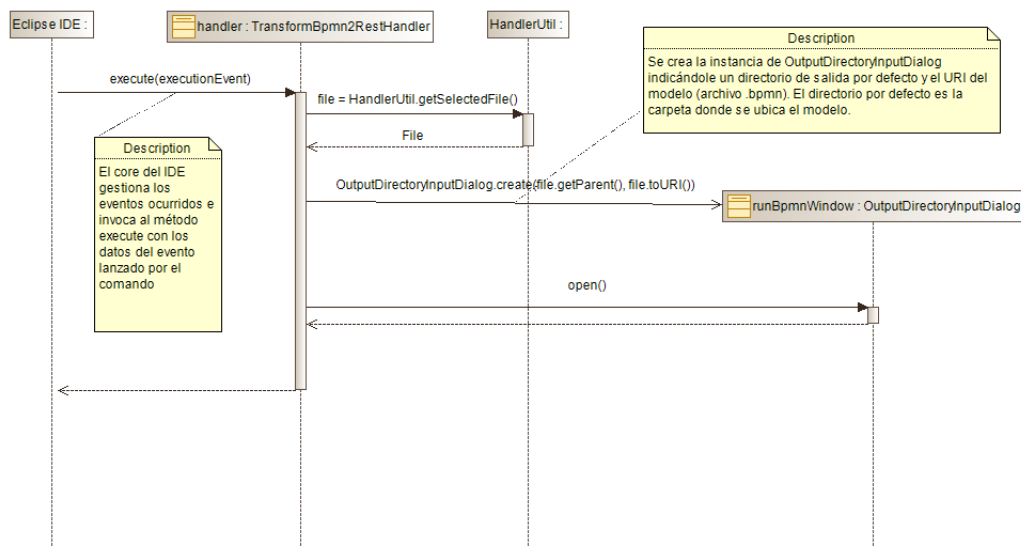 Eclipse IDE :
handler : TransformBpmn2RestHandler
HandlerUtil :
Description
Se crea la instancia de OutputDirectoryInputDialog
indicándole un directorio de salida por defecto y el URI del
modelo (archivo .bpmn). El directorio por defecto es la
carpeta donde se ubica el modelo.
execute(executionEvent)
file = HandlerUtil.getSelectedFile()
File
Description
El core del IDE
gestiona los
eventos ocurridos e
invoca al método
execute con los
datos del evento
lanzado por el
comando
OutputDirectoryInputDialog.create(file.getParent(), file.toURI())
runBpmnWindow : OutputDirectoryInputDialog
open()